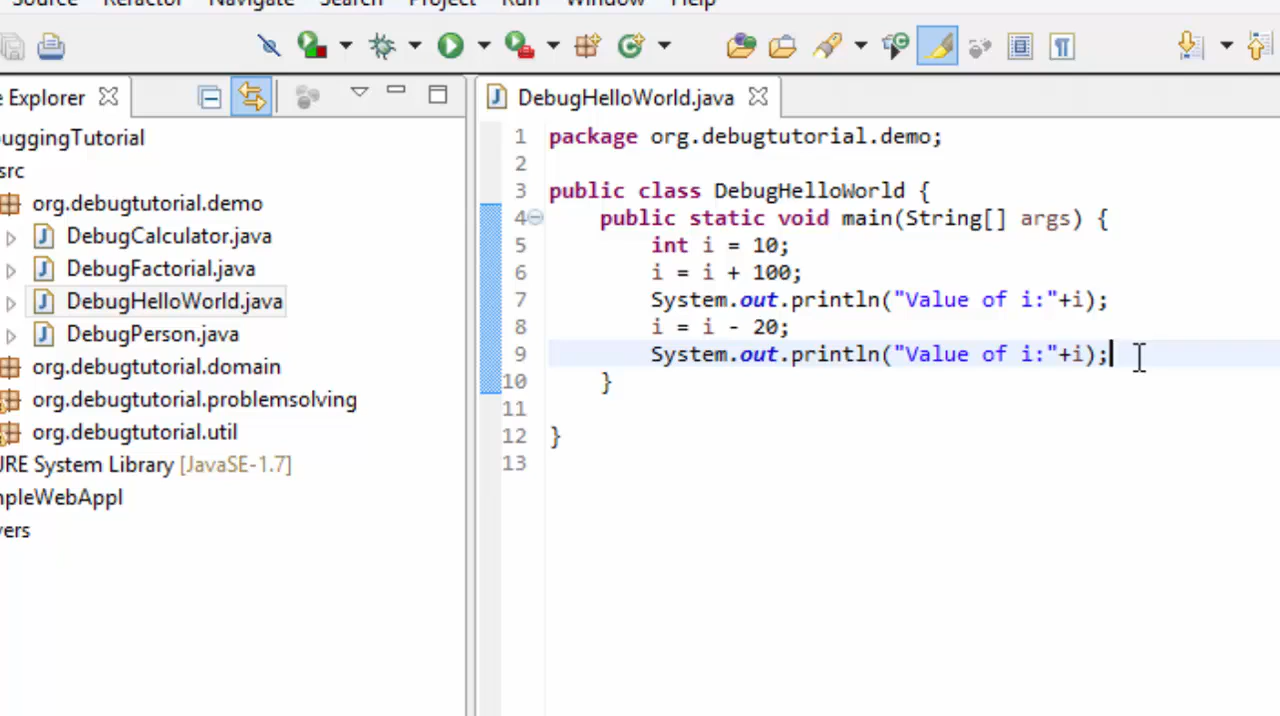 Refactor Navigate Search Project Run Window Help
Explorer
DebugHelloWorld.java
uggingTutorial
src
org.debugtutorial.demo
DebugCalculator.java
DebugFactorial.java
DebugHelloWorld.java
DebugPerson.java
org.debugtutorial.domain
org.debugtutorial.problemsolving
org.debugtutorial.util
JRE System Library [JavaSE-1.7]
mpleWebAppl
vers
1 package org.debugtutorial.demo;
2
3 public class DebugHelloWorld {
4 public static void main(String[] args) {
5 int i = 10;
6 i = i + 100;
7 System.out.println("Value of i:"+i);
8 i = i - 20;
9 System.out.println("Value of i:"+i);
10 }
11
12 }
13